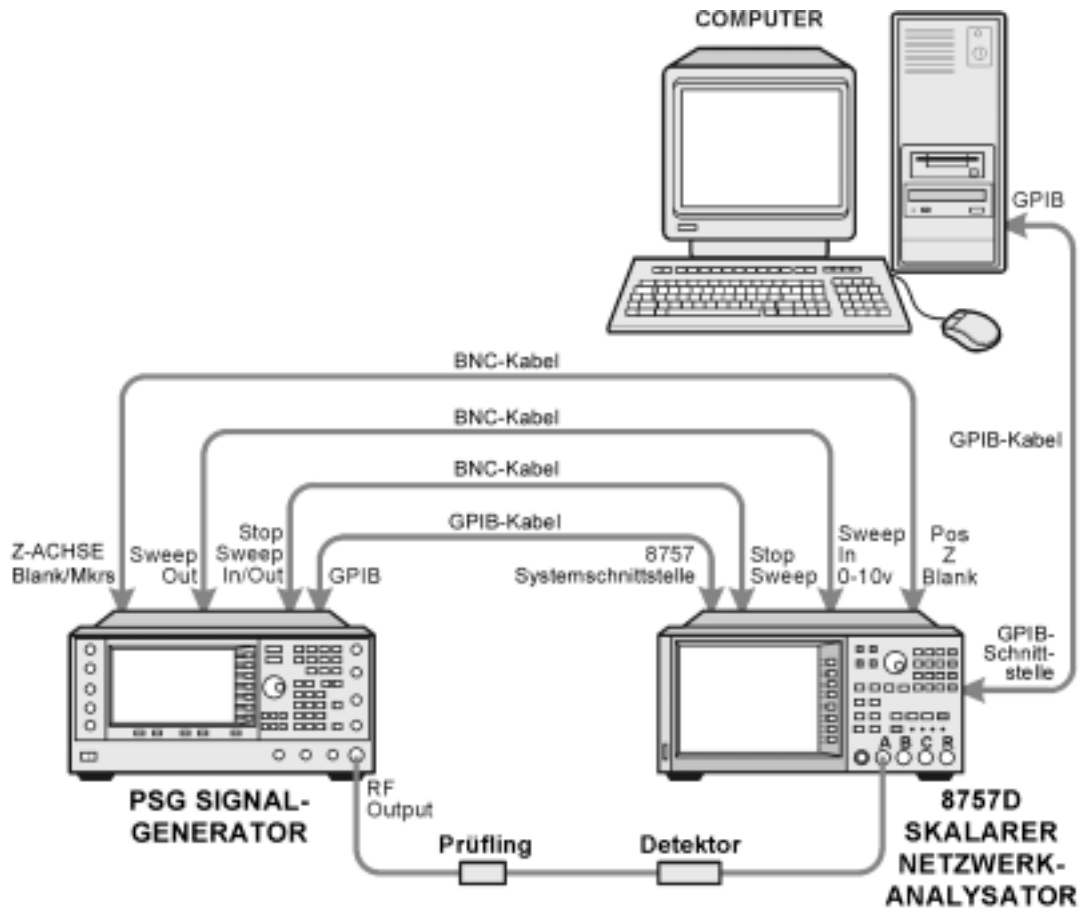 COMPUTER
GPIB
BNC-Kabel
BNC-Kabel
GPIB-Kabel
BNC-Kabel
GPIB-Kabel
Z-ACHSE
Blank/Mkrs
Sweep
Out
Stop
Sweep
In/Out
GPIB
8757
Systemschnittstelle
Stop
Sweep
Sweep
In
0-10v
Pos
Z
Blank
GPIB-
Schnitt-
stelle
A B C R
PSG SIGNAL-
GENERATOR
RF
Output
Prüfling
Detektor
8757D
SKALARER
NETZWERK-
ANALYSATOR